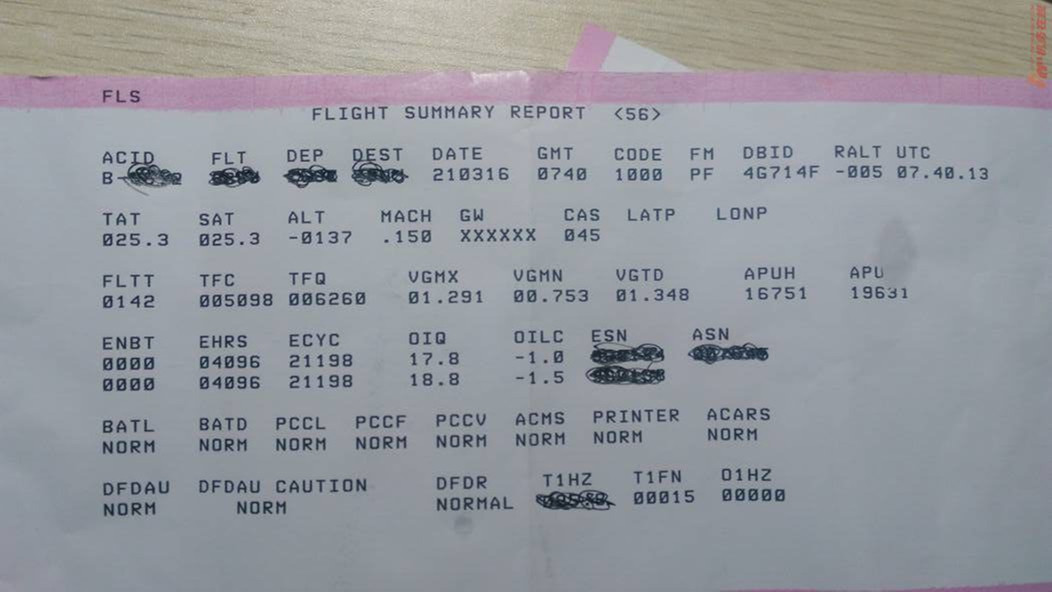 FLS
FLIGHT SUMMARY REPORT <56>
ACID FLT DEP DEST DATE GMT CODE FM DBID RALT UTC
B- 210316 0740 1000 PF 4G714F -005 07.40.13
TAT SAT ALT MACH GW CAS LATP LONP
025.3 025.3 -0137 .150 XXXXXX 045
FLTT TFC TFQ VGMX VGMN VGTD APUH APU
0142 005098 006260 01.291 00.753 01.348 16751 19631
ENBT EHRS ECYC OIQ OILC ESN ASN
0000 04096 21198 17.8 -1.0
0000 04096 21198 18.8 -1.5
BATL BATD PCCL PCCF PCCV ACMS PRINTER ACARS
NORM NORM NORM NORM NORM NORM NORM NORM
DFDAU DFDAU CAUTION DFDR T1HZ T1FN O1HZ
NORM NORM NORMAL 00015 00000